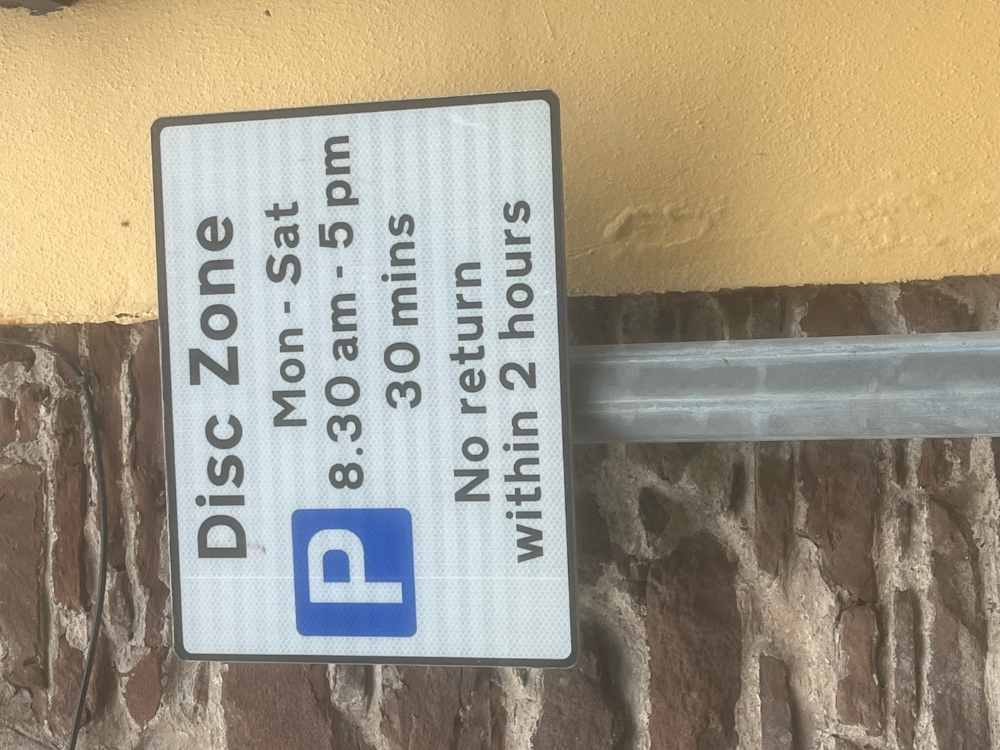 Disc Zone
Mon - Sat
P 8.30 am - 5 pm
30 mins
No return
within 2 hours